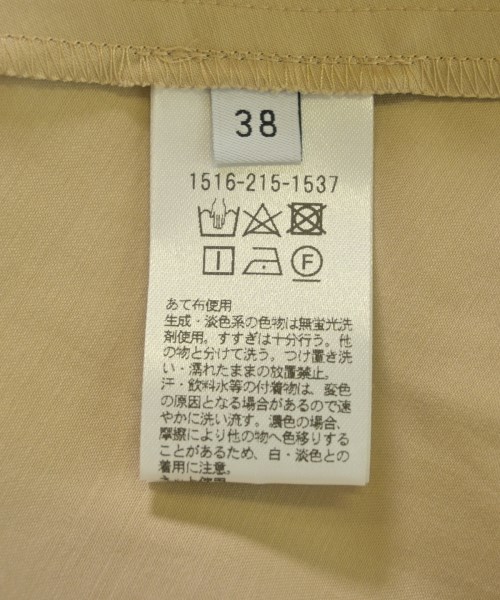 38
1516-215-1537
F
あて布使用
生成・淡色系の色物は無蛍光洗
剤使用。すすぎは十分行う。他
の物と分けて洗う。つけ置き洗
い・濡れたままの放置禁止。
汗・飲料水等の付着物は、変色
の原因となる場合があるので速
やかに洗い流す。濃色の場合、
摩擦により他の物へ色移りする
ことがあるため、白・淡色との
着用に注意。
ネット使用